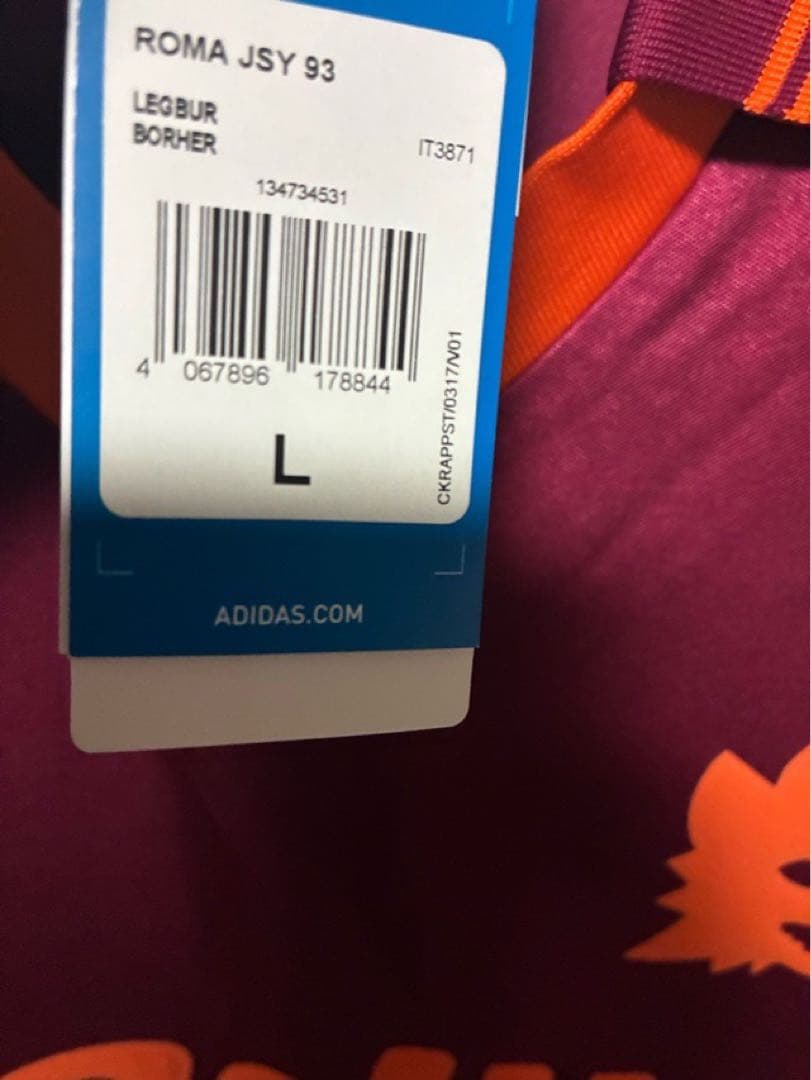 ROMA JSY 93
LEGBUR
BORHER
IT3871
134734531
4 067896 178844
L
CKRAPPST/0317/V01
ADIDAS.COM